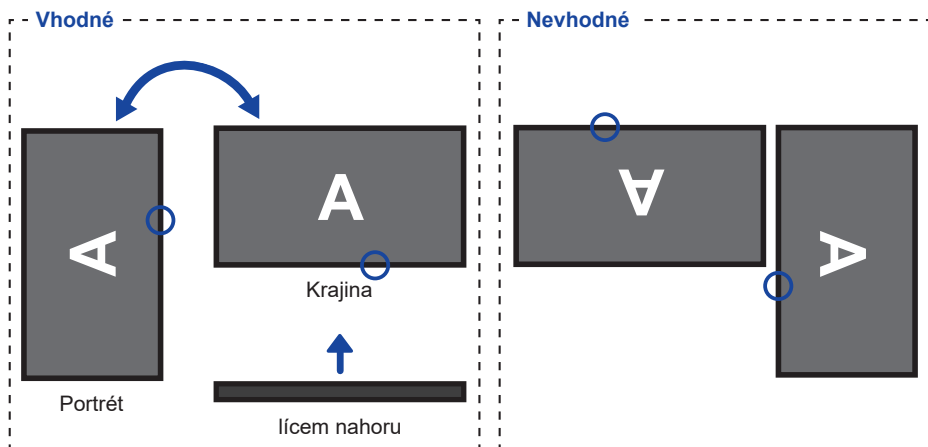 Vhodné
Nevhodné
A
A
A
A
Krajina
Portrét
lícem nahoru